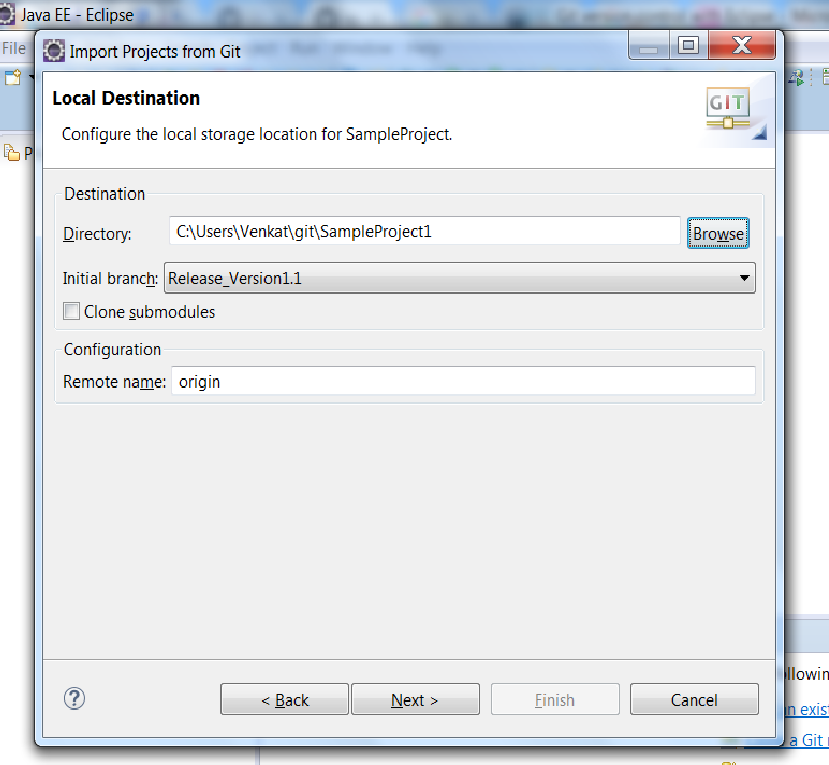 Java EE - Eclipse
File
Import Projects from Git
Local Destination
GIT
Configure the local storage location for SampleProject.
P
Destination
Directory: C:\Users\Venkat\git\SampleProject1 Browse
Initial branch: Release_Version1.1
Clone submodules
Configuration
Remote name: origin
ollowin
? < Back Next > Finish Cancel
an exis
a Git